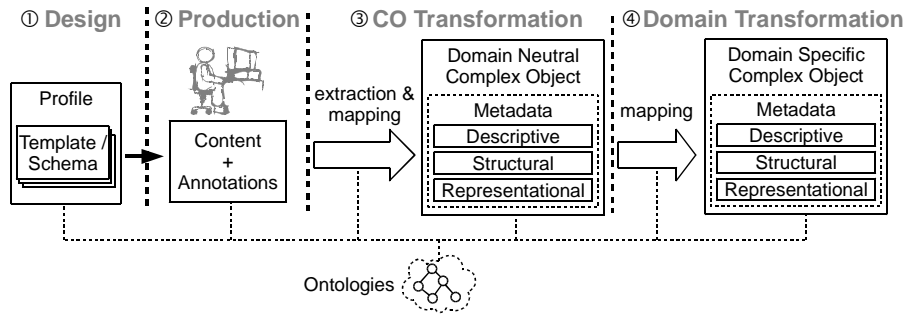 ① Design
② Production
③ CO Transformation
④ Domain Transformation
Profile
Template /
Schema
Content
+
Annotations
extraction &
mapping
Domain Neutral
Complex Object
Metadata
Descriptive
Structural
Representational
mapping
Domain Specific
Complex Object
Metadata
Descriptive
Structural
Representational
Ontologies